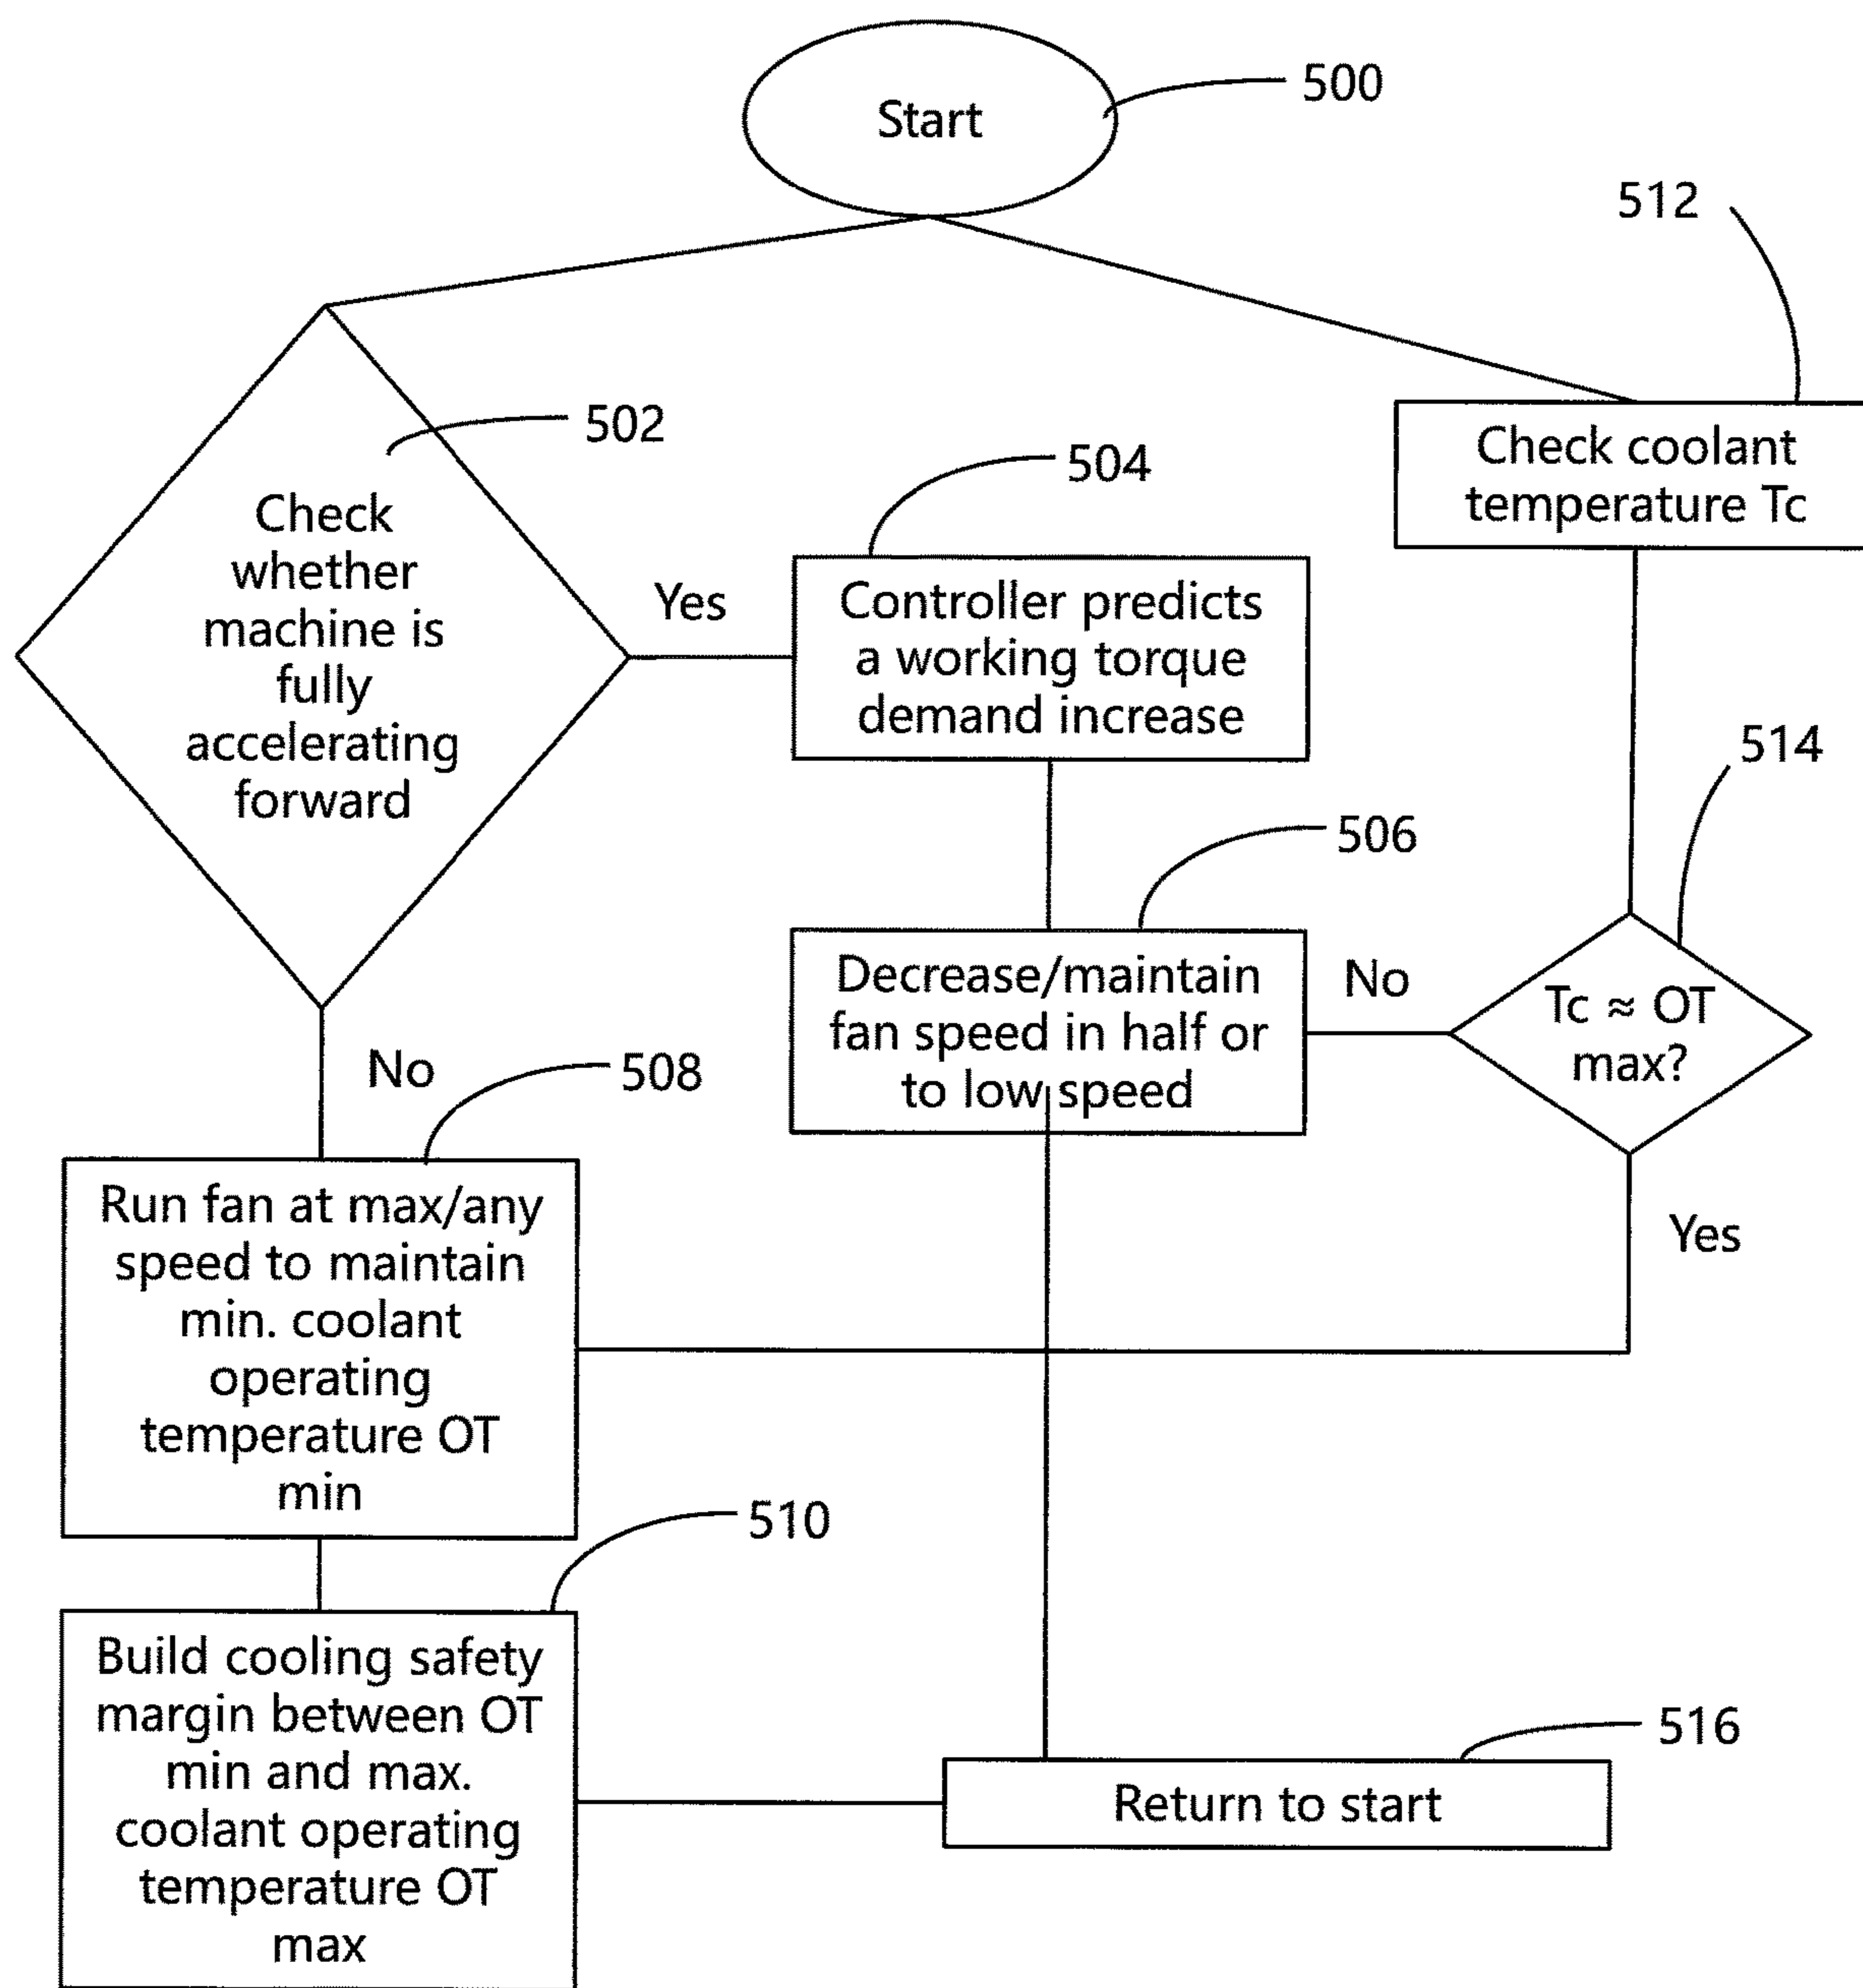 Start
500
512
502
Check
whether
machine is
fully
accelerating
forward
Yes
504
Controller predicts
a working torque
demand increase
Check coolant
temperature Tc
514
506
Decrease/maintain
fan speed in half or
to low speed
No
Tc ≈ OT
max?
No
508
Run fan at max/any
speed to maintain
min. coolant
operating
temperature OT
min
Yes
510
Build cooling safety
margin between OT
min and max.
coolant operating
temperature OT
max
516
Return to start